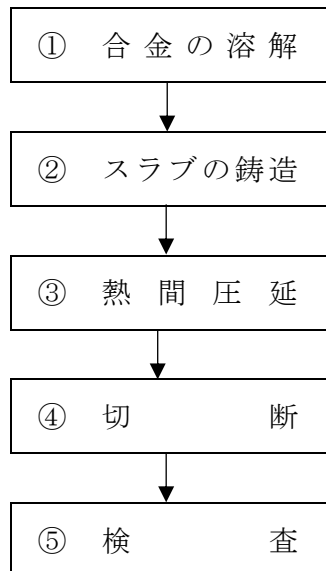 ① 合金の溶解
② スラブの鋳造
③ 熱間圧延
④ 切断
⑤ 検査